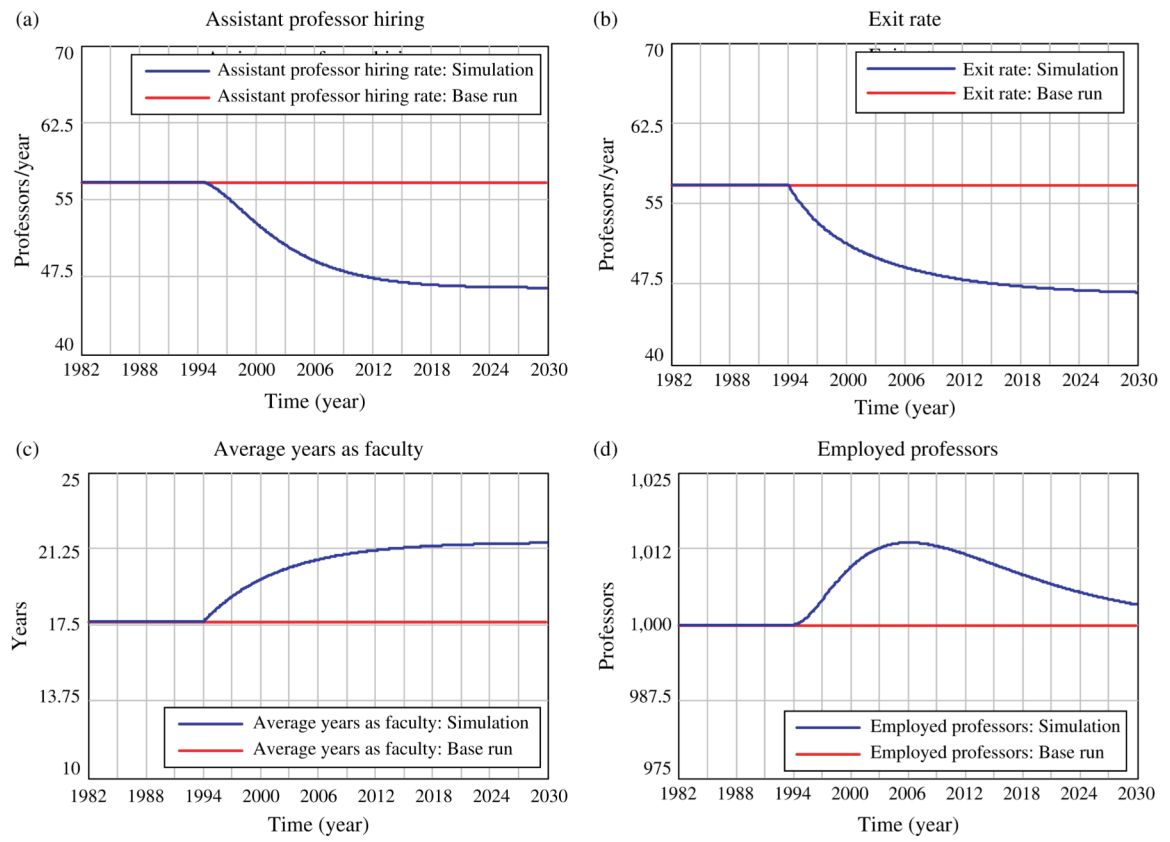 (a)
Assistant professor hiring
70
62.5
55
47.5
40
Professors/year
Assistant professor hiring rate: Simulation
Assistant professor hiring rate: Base run
1982 1988 1994 2000 2006 2012 2018 2024 2030
Time (year)
(b)
Exit rate
70
62.5
55
47.5
40
Professors/year
Exit rate: Simulation
Exit rate: Base run
1982 1988 1994 2000 2006 2012 2018 2024 2030
Time (year)
(c)
Average years as faculty
25
21.25
17.5
13.75
10
Years
Average years as faculty: Simulation
Average years as faculty: Base run
1982 1988 1994 2000 2006 2012 2018 2024 2030
Time (year)
(d)
Employed professors
1,025
1,012
1,000
987.5
975
Professors
Employed professors: Simulation
Employed professors: Base run
1982 1988 1994 2000 2006 2012 2018 2024 2030
Time (year)